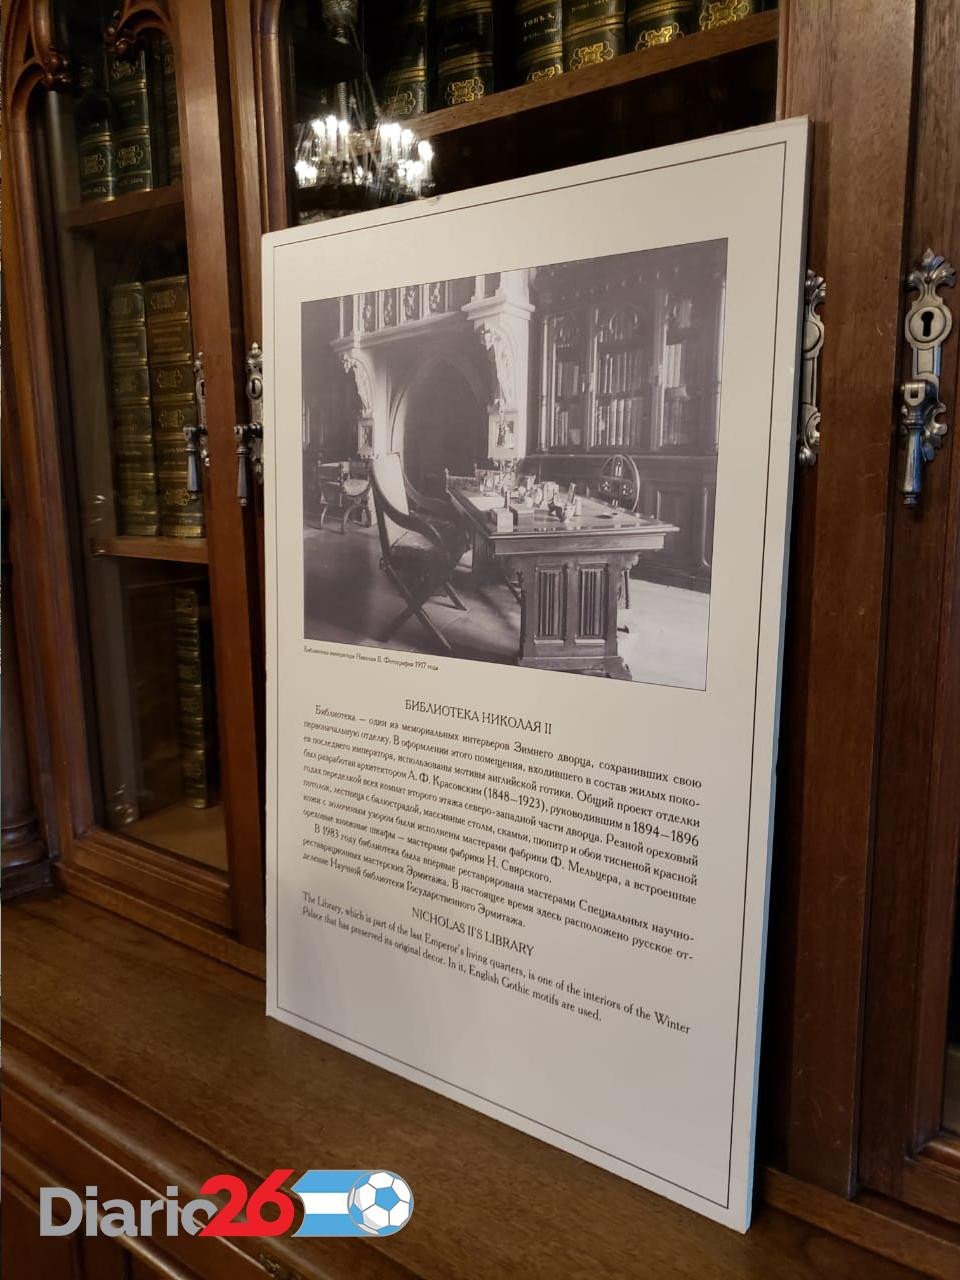 Библиотека императора Николая II. Фотография 1917 года
БИБЛИОТЕКА НИКОЛАЯ II
Библиотека — один из мемориальных интерьеров Зимнего дворца, сохранивших свою
первоначальную отделку. В оформлении этого помещения, входившего в состав жилых поко-
ев последнего императора, использованы мотивы английской готики. Общий проект отделки
был разработан архитектором А. Ф. Красовским (1848—1923), руководившим в 1894—1896
годах переделкой всех комнат второго этажа северо-западной части дворца. Резной ореховый
потолок, лестница с балюстрадой, массивные столы, скамьи, пюпитр и обои тисненой красной
кожи с золоченым узором были исполнены мастерами фабрики Ф. Мельцера, а встроенные
ореховые книжные шкафы — мастерами фабрики Н. Свирского.
В 1983 году библиотека была впервые реставрирована мастерами Специальных научно-
реставрационных мастерских Эрмитажа. В настоящее время здесь расположено русское от-
деление Научной библиотеки Государственного Эрмитажа.
NICHOLAS II'S LIBRARY
The Library, which is part of the last Emperor's living quarters, is one of the interiors of the Winter
Palace that has preserved its original decor. In it, English Gothic motifs are used.
Diario26